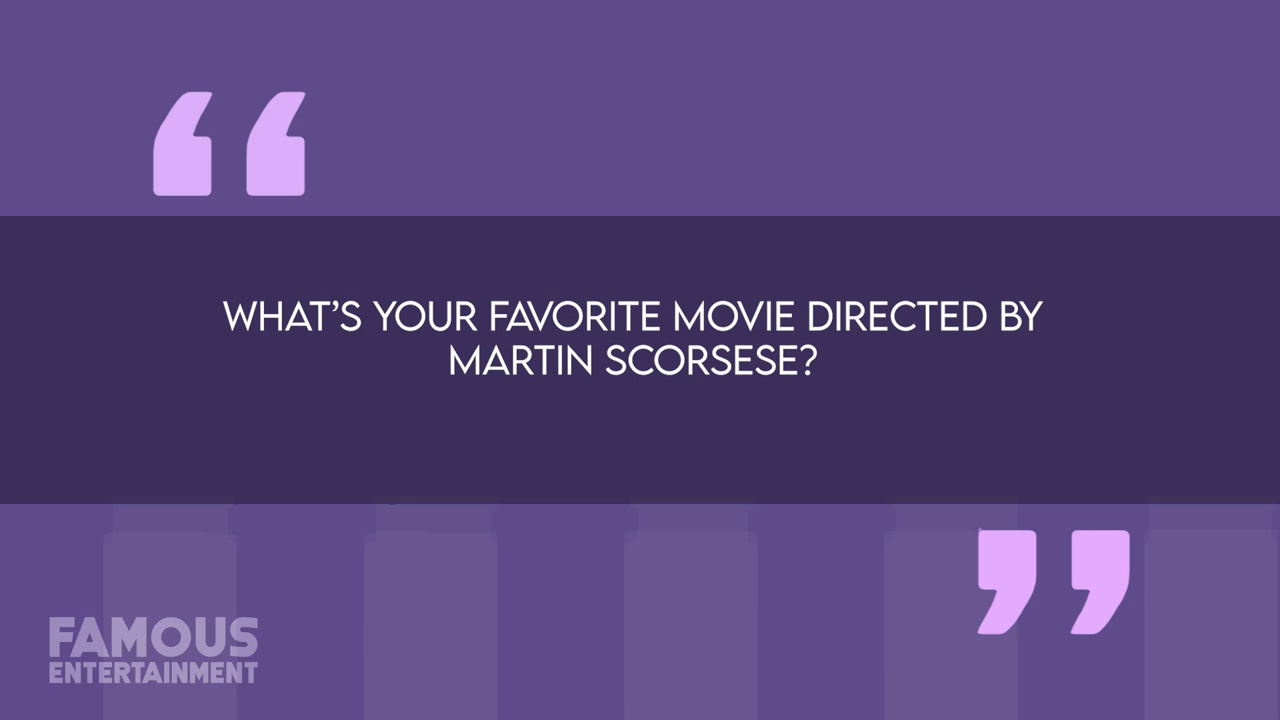 “
WHAT’S YOUR FAVORITE MOVIE DIRECTED BY
MARTIN SCORSESE?
”
FAMOUS
ENTERTAINMENT